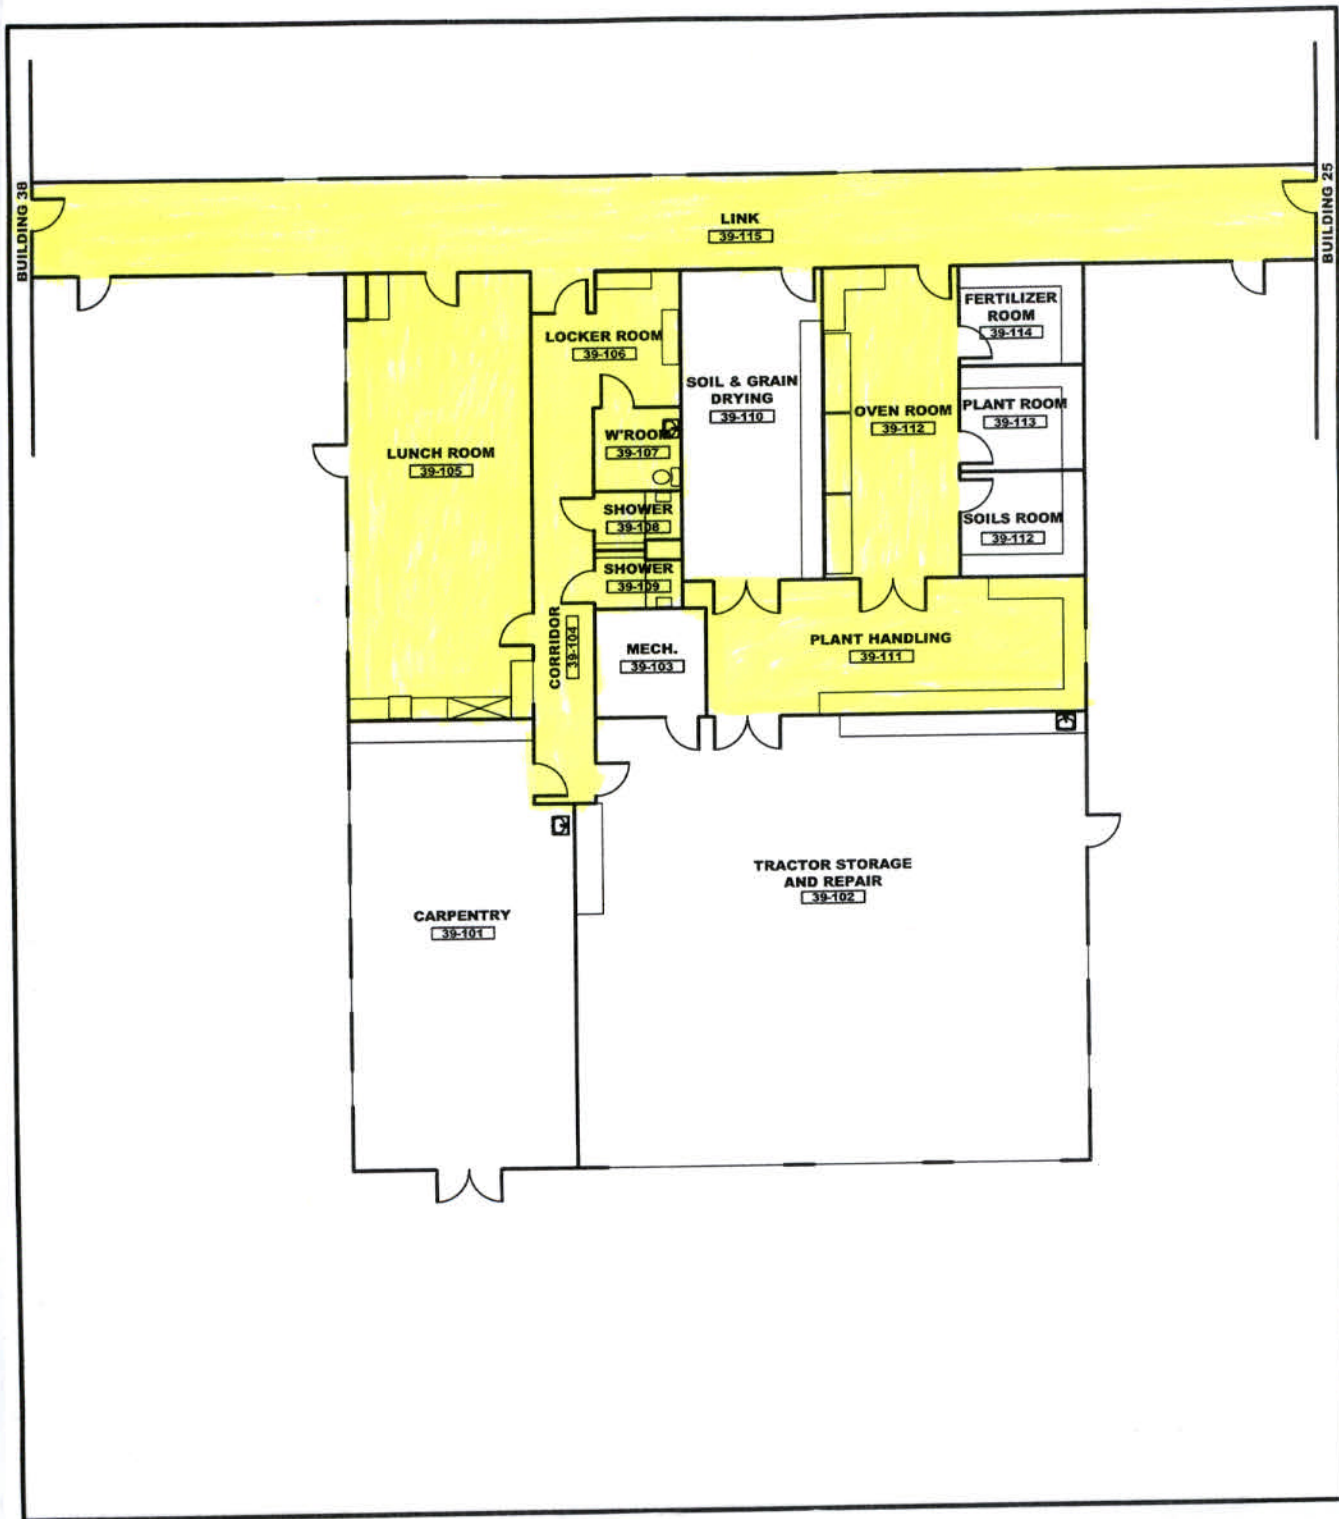 BUILDING 38
BUILDING 25
LINK
39-115
LOCKER ROOM
39-106
FERTILIZER
ROOM
39-114
SOIL & GRAIN
DRYING
39-110
OVEN ROOM
39-112
PLANT ROOM
39-113
LUNCH ROOM
39-105
W'ROOM
39-107
SHOWER
39-108
SOILS ROOM
39-112
SHOWER
39-109
CORRIDOR
39-104
MECH.
39-103
PLANT HANDLING
39-111
TRACTOR STORAGE
AND REPAIR
39-102
CARPENTRY
39-101